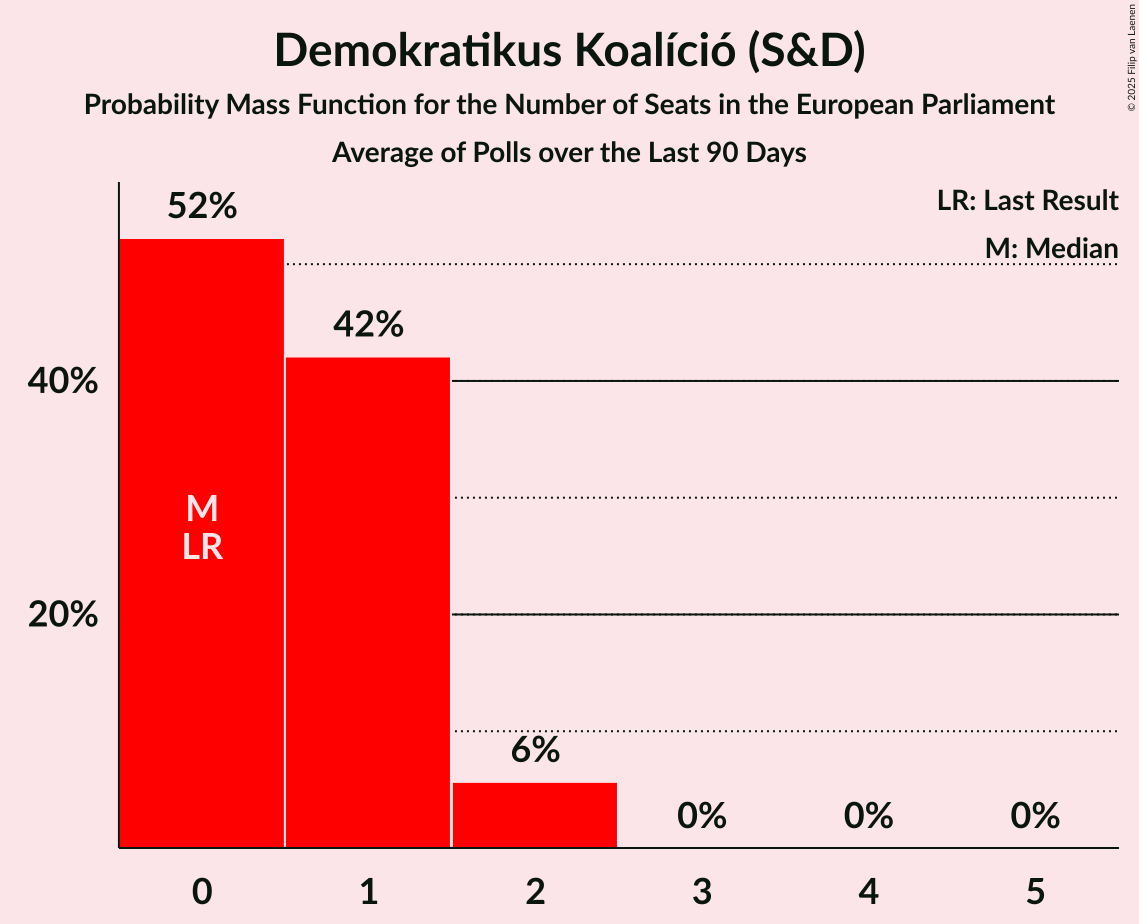 Demokratikus Koalíció (S&D)
Probability Mass Function for the Number of Seats in the European Parliament
Average of Polls over the Last 90 Days
© 2025 Filip van Laenen
LR: Last Result
M: Median
52%
42%
40%
M
LR
20%
6%
0%
0%
0%
0
1
2
3
4
5